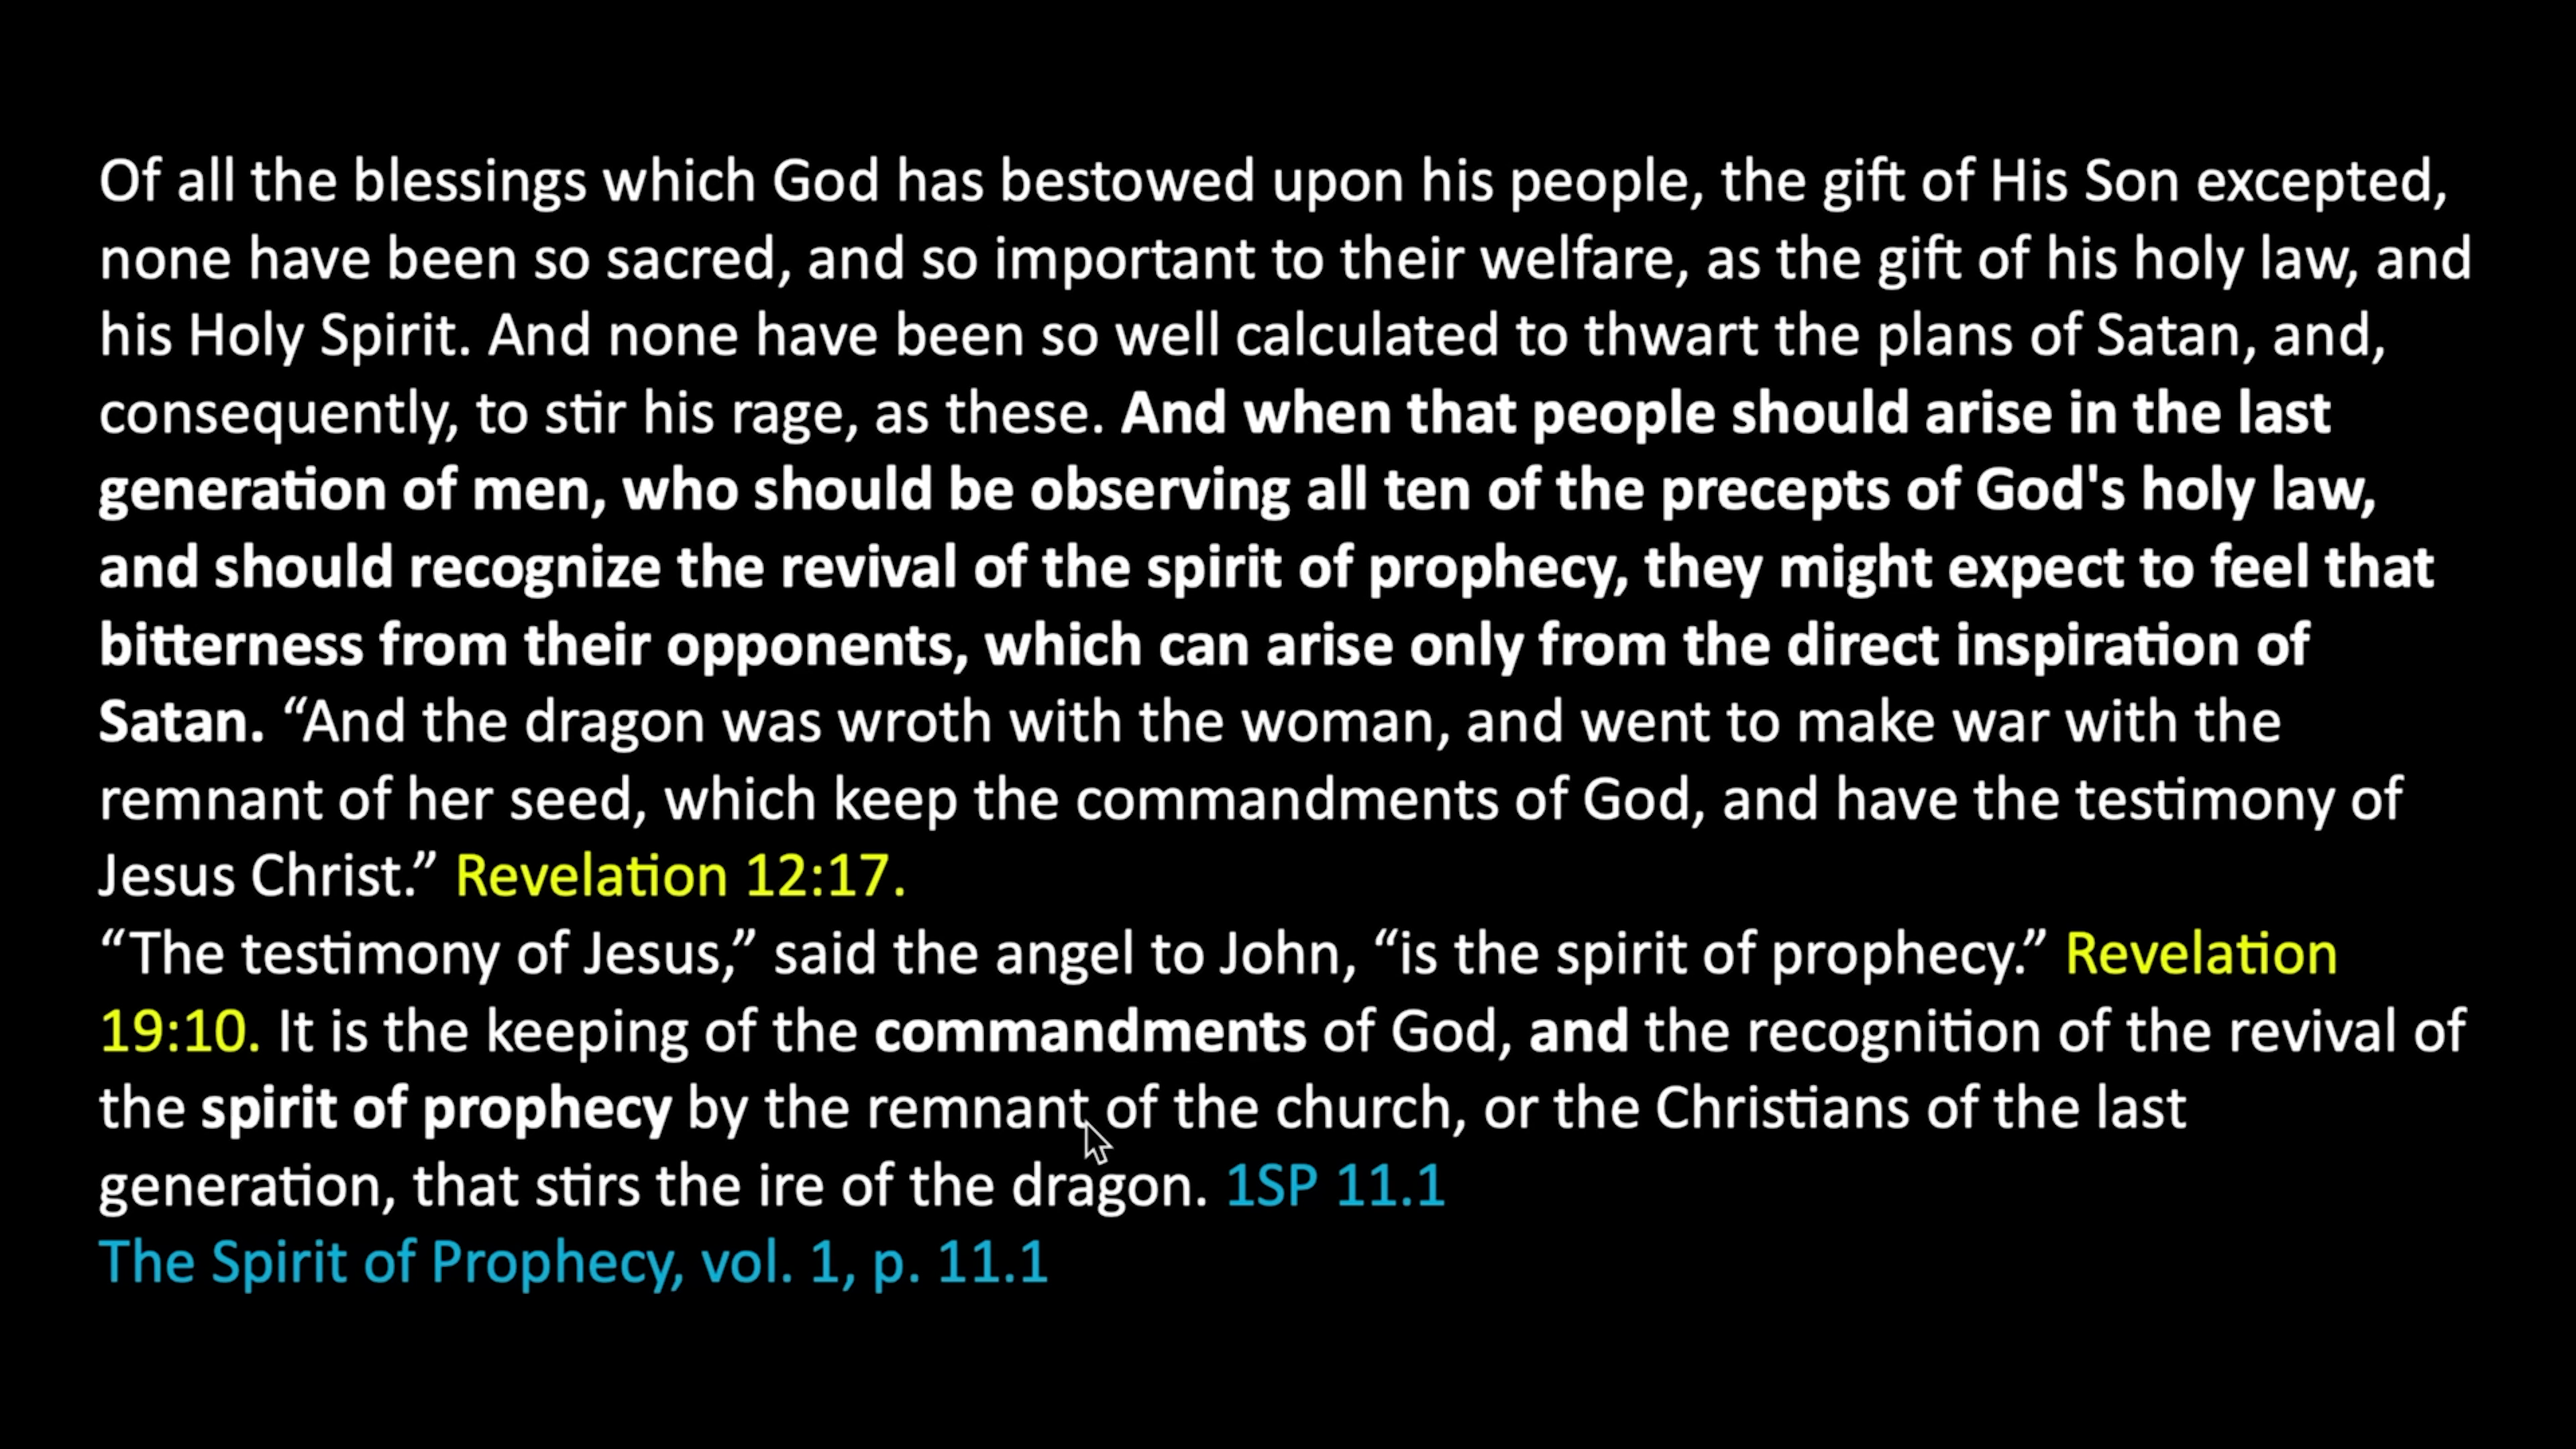 Of all the blessings which God has bestowed upon his people, the gift of His Son excepted,
none have been so sacred, and so important to their welfare, as the gift of his holy law, and
his Holy Spirit. And none have been so well calculated to thwart the plans of Satan, and,
consequently, to stir his rage, as these. And when that people should arise in the last
generation of men, who should be observing all ten of the precepts of God's holy law,
and should recognize the revival of the spirit of prophecy, they might expect to feel that
bitterness from their opponents, which can arise only from the direct inspiration of
Satan. “And the dragon was wroth with the woman, and went to make war with the
remnant of her seed, which keep the commandments of God, and have the testimony of
Jesus Christ.” Revelation 12:17.
“The testimony of Jesus,” said the angel to John, “is the spirit of prophecy.” Revelation
19:10. It is the keeping of the commandments of God, and the recognition of the revival of
the spirit of prophecy by the remnant of the church, or the Christians of the last
generation, that stirs the ire of the dragon. 1SP 11.1
The Spirit of Prophecy, vol. 1, p. 11.1